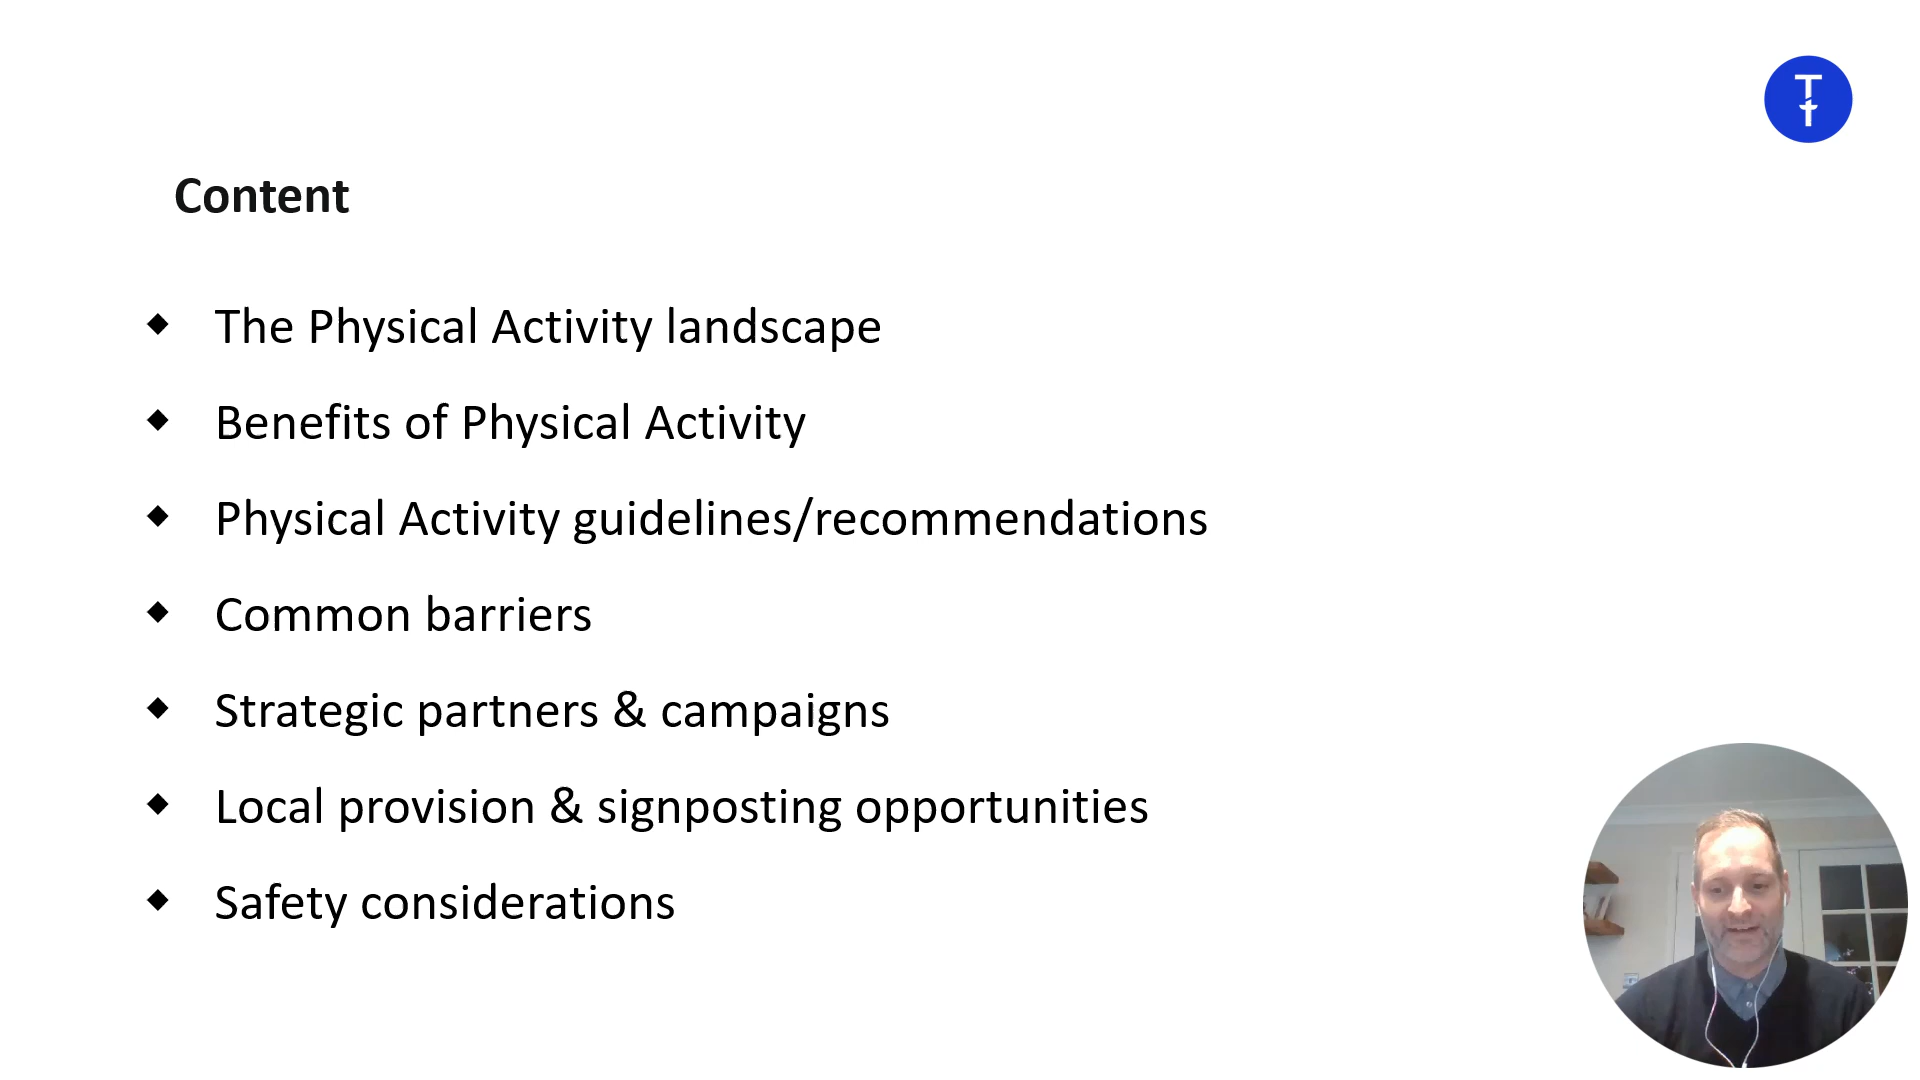 Content
The Physical Activity landscape
Benefits of Physical Activity
Physical Activity guidelines/recommendations
Common barriers
Strategic partners & campaigns
Local provision & signposting opportunities
Safety considerations